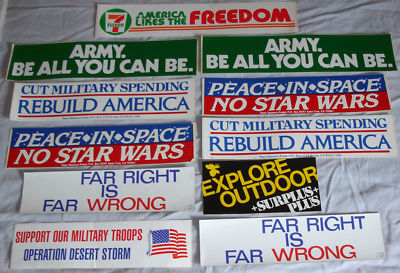 7
ELEVEN
AMERICA
LIKES THE FREEDOM
ARMY.
BE ALL YOU CAN BE.
ARMY.
BE ALL YOU CAN BE.
CUT MILITARY SPENDING
REBUILD AMERICA
PEACE-IN-SPACE
NO STAR WARS
PEACE-IN-SPACE
NO STAR WARS
CUT MILITARY SPENDING
REBUILD AMERICA
FAR RIGHT
IS
FAR WRONG
EXPLORE
OUTDOOR
SURPLUS
PLUS
SUPPORT OUR MILITARY TROOPS
OPERATION DESERT STORM
FAR RIGHT
IS
FAR WRONG